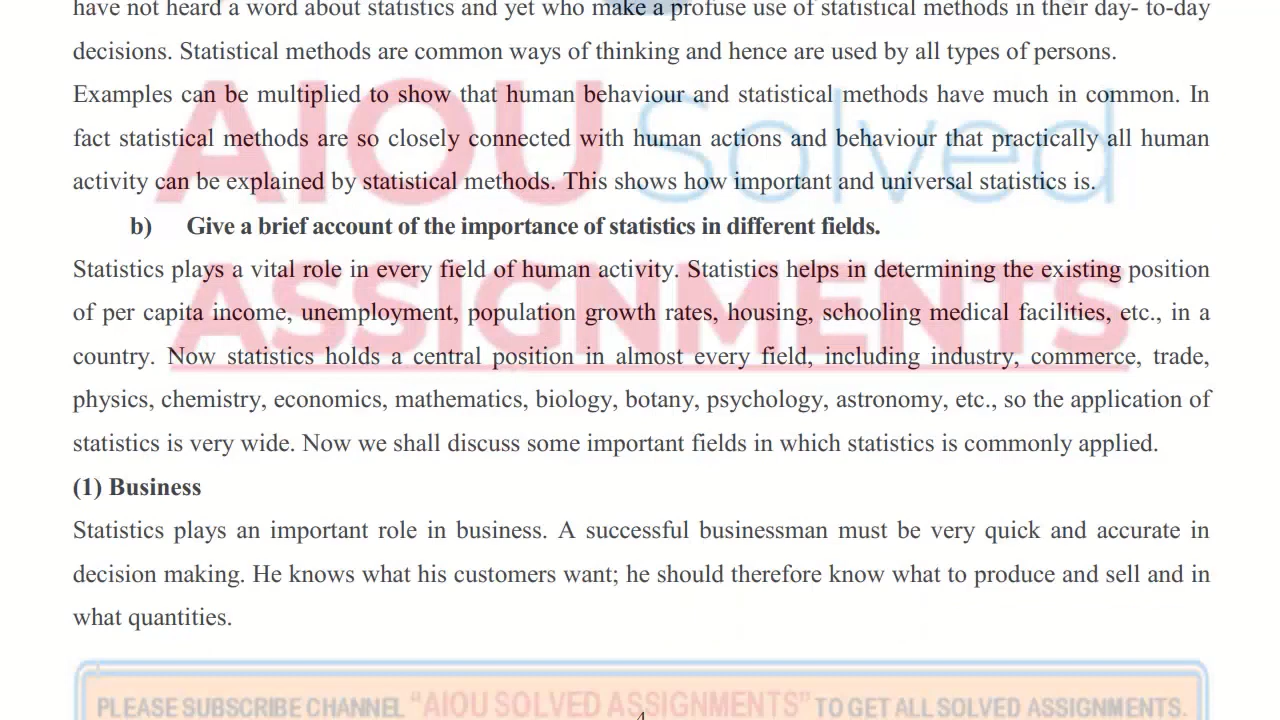 have not heard a word about statistics and yet who make a profuse use of statistical methods in their day- to-day
decisions. Statistical methods are common ways of thinking and hence are used by all types of persons.
Examples can be multiplied to show that human behaviour and statistical methods have much in common. In
fact statistical methods are so closely connected with human actions and behaviour that practically all human
activity can be explained by statistical methods. This shows how important and universal statistics is.
AIOU Solved
b) Give a brief account of the importance of statistics in different fields.
Statistics plays a vital role in every field of human activity. Statistics helps in determining the existing position
of per capita income, unemployment, population growth rates, housing, schooling medical facilities, etc., in a
country. Now statistics holds a central position in almost every field, including industry, commerce, trade,
ASSIGNMENTS
physics, chemistry, economics, mathematics, biology, botany, psychology, astronomy, etc., so the application of
statistics is very wide. Now we shall discuss some important fields in which statistics is commonly applied.
(1) Business
Statistics plays an important role in business. A successful businessman must be very quick and accurate in
decision making. He knows what his customers want; he should therefore know what to produce and sell and in
what quantities.
PLEASE SUBSCRIBE CHANNEL "AIOU SOLVED ASSIGNMENTS" TO GET ALL SOLVED ASSIGNMENTS.
4